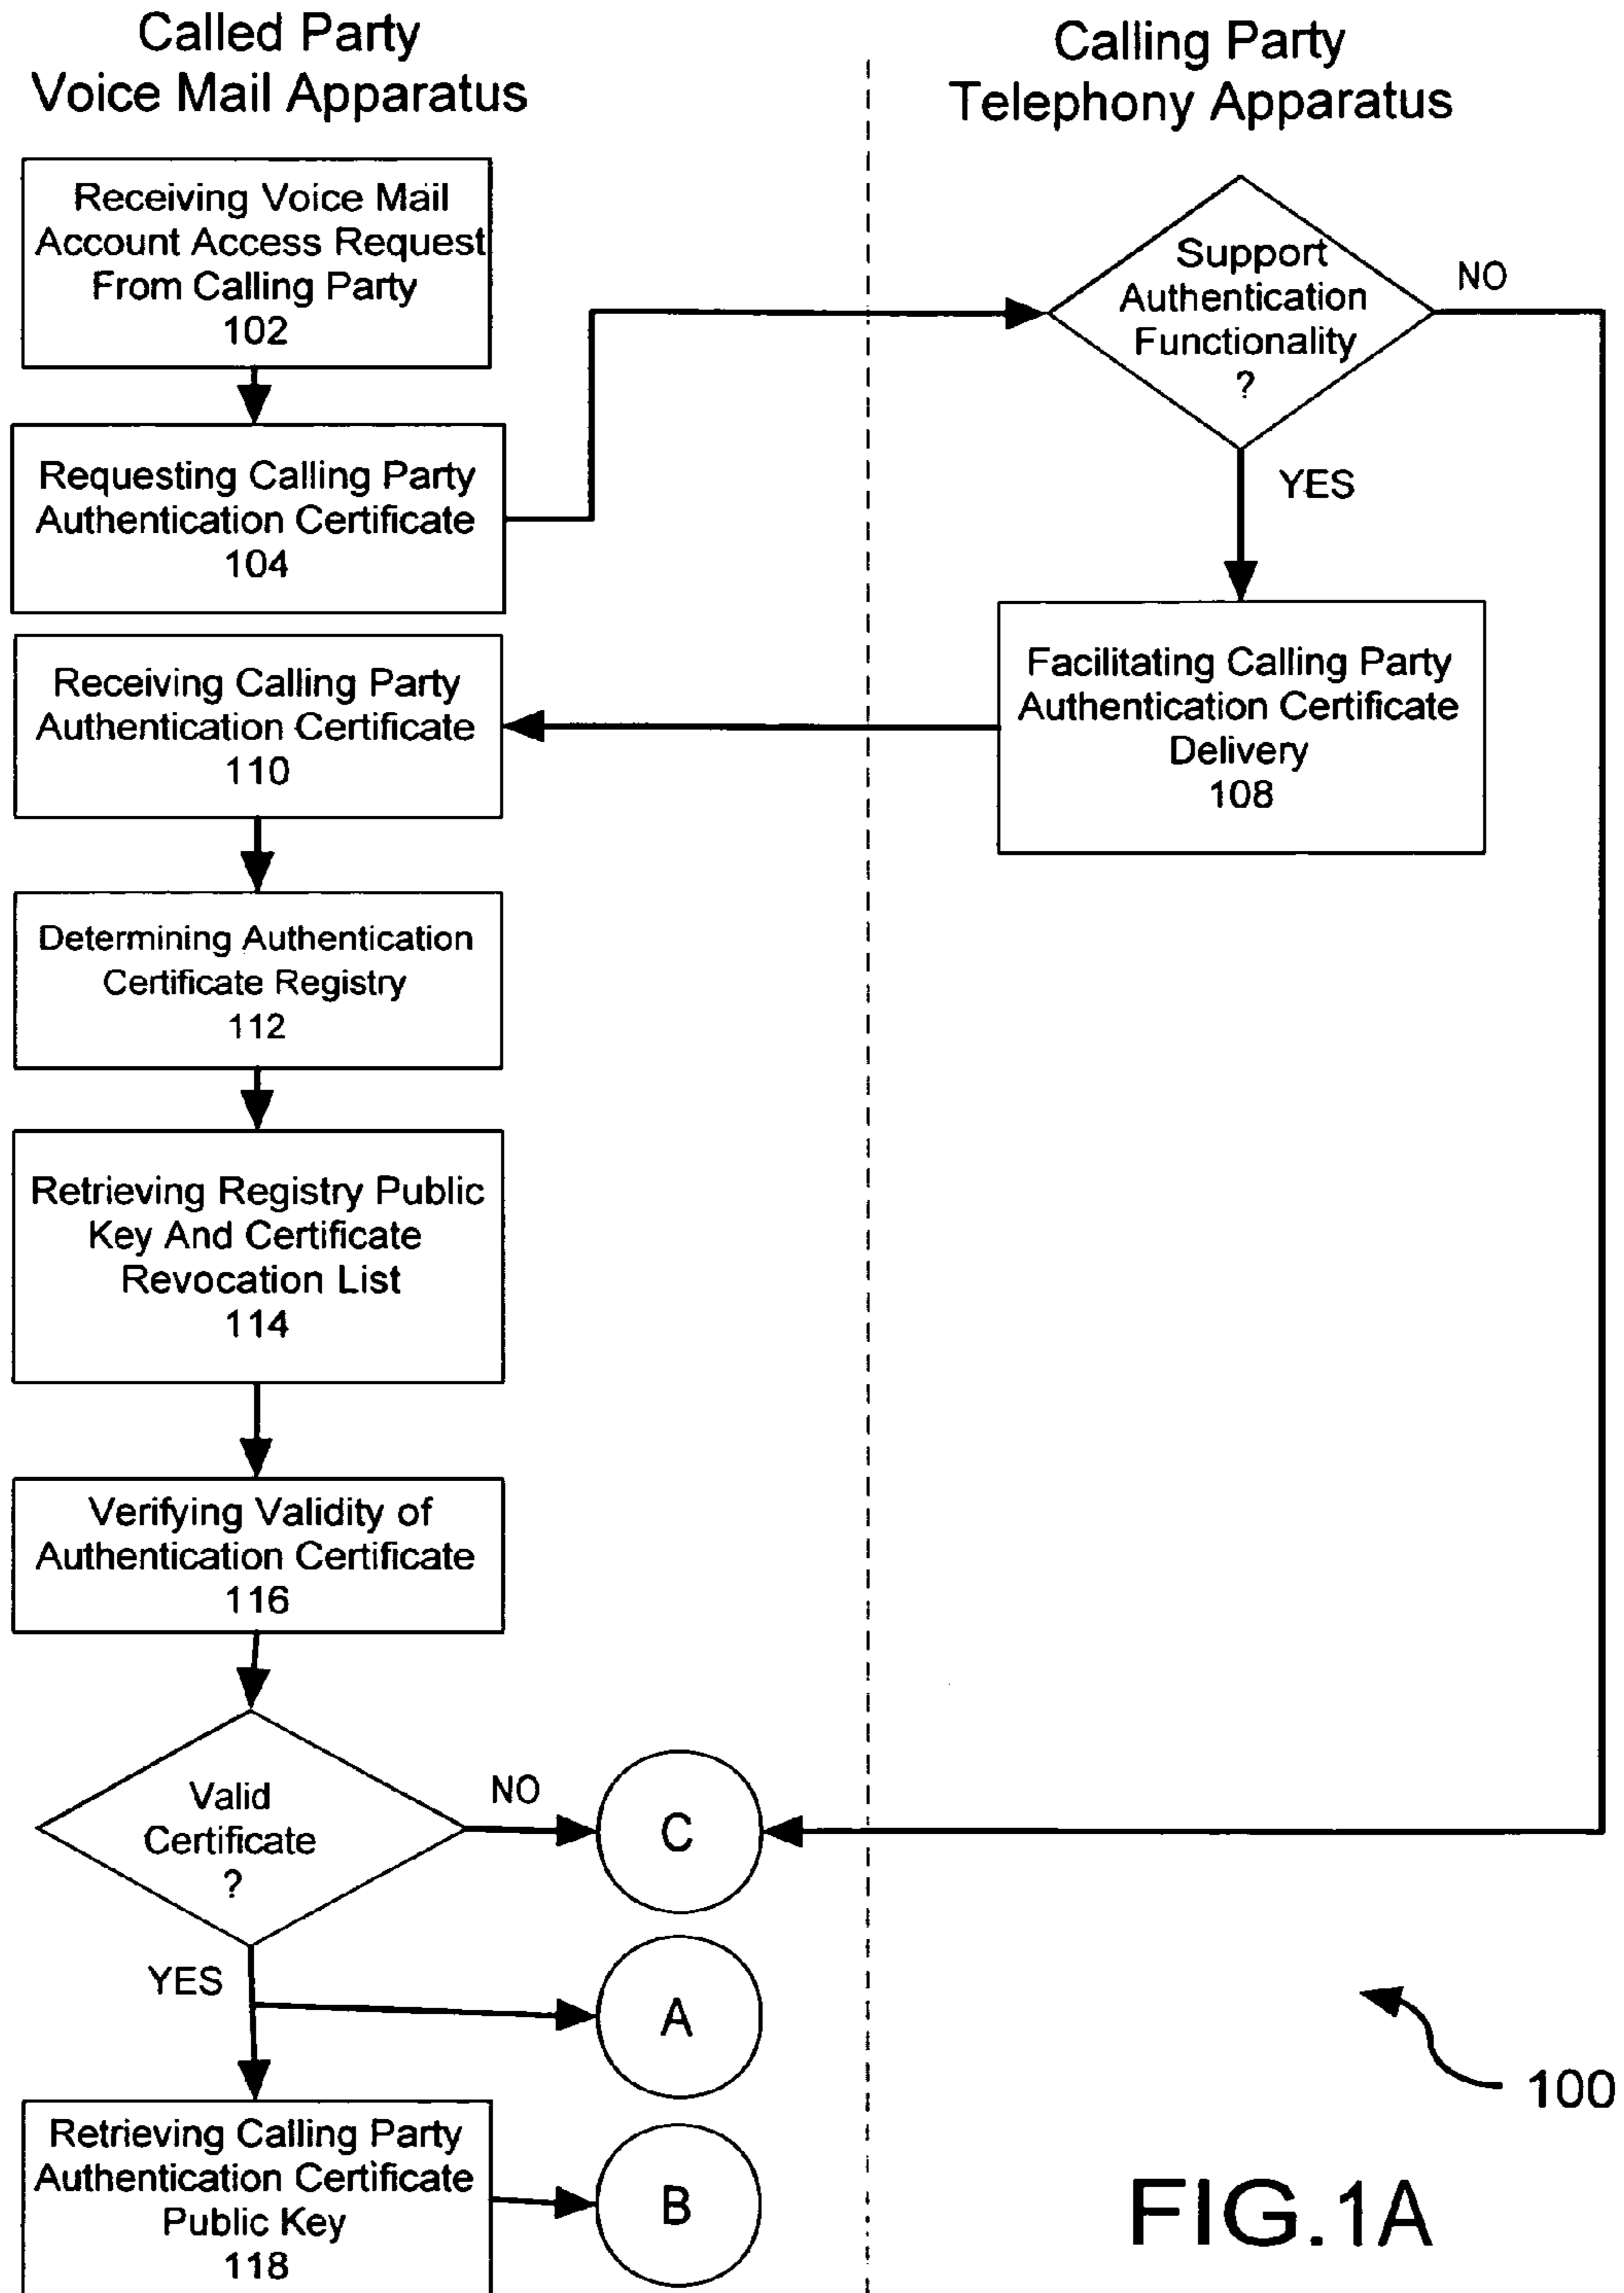 Called Party
Voice Mail Apparatus
Calling Party
Telephony Apparatus
Receiving Voice Mail
Account Access Request
From Calling Party
102
Support
Authentication
Functionality
?
NO
YES
Requesting Calling Party
Authentication Certificate
104
Facilitating Calling Party
Authentication Certificate
Delivery
108
Receiving Calling Party
Authentication Certificate
110
Determining Authentication
Certificate Registry
112
Retrieving Registry Public
Key And Certificate
Revocation List
114
Verifying Validity of
Authentication Certificate
116
Valid
Certificate
?
NO
C
YES
A
Retrieving Calling Party
Authentication Certificate
Public Key
118
B
100
FIG.1A